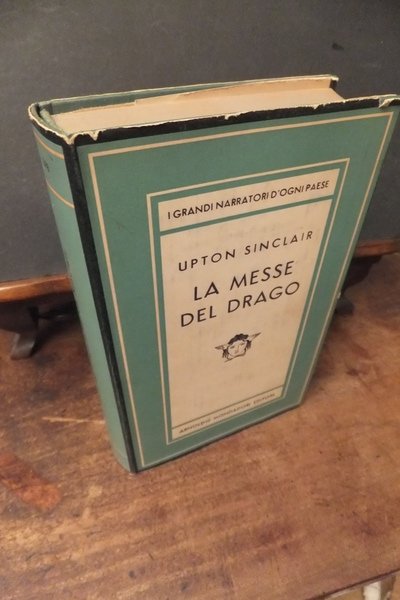 I GRANDI NARRATORI D'OGNI PAESE
UPTON SINCLAIR
LA MESSE
DEL DRAGO
ARNOLDO MONDADORI EDITORE